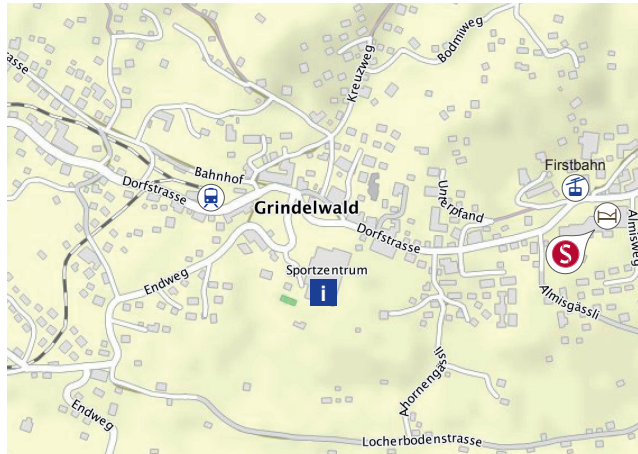 Bodmiweg
Kreuzweg
strasse
Firstbahn
Bahnhof
Dorfstrasse
Unterpfand
Grindelwald
Almisweg
Dorfstrasse
S
Sportzentrum
Endweg
i
Almisgässli
Ahornengässli
Endweg
Locherbodenstrasse